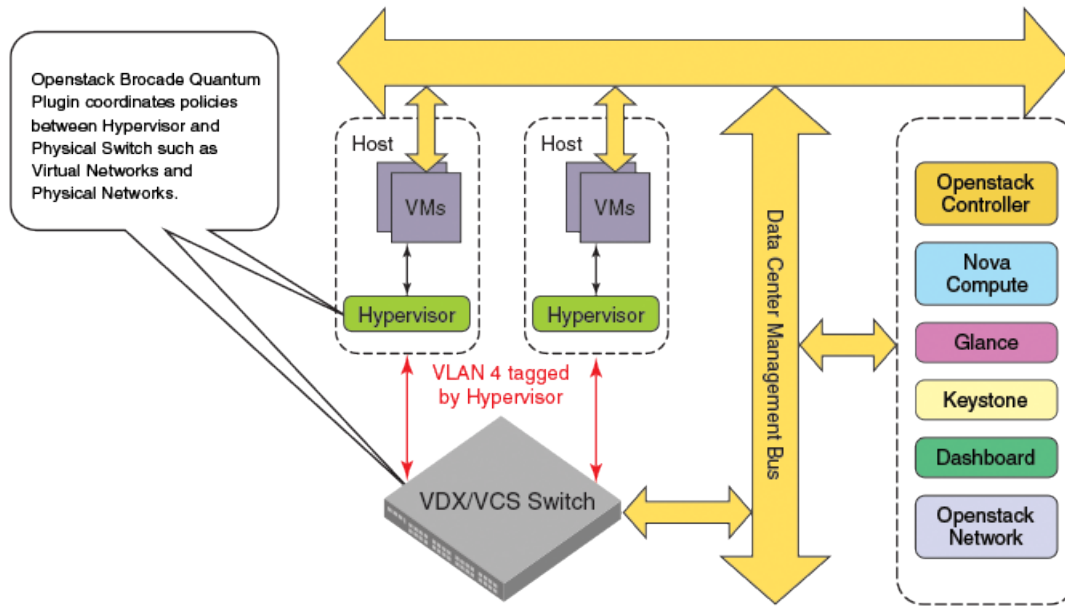 Openstack Brocade Quantum
Plugin coordinates policies
between Hypervisor and
Physical Switch such as
Virtual Networks and
Physical Networks.
Host
VMs
Hypervisor
Host
VMs
Hypervisor
VLAN 4 tagged
by Hypervisor
VDX/VCS Switch
Data Center Management Bus
Openstack
Controller
Nova
Compute
Glance
Keystone
Dashboard
Openstack
Network